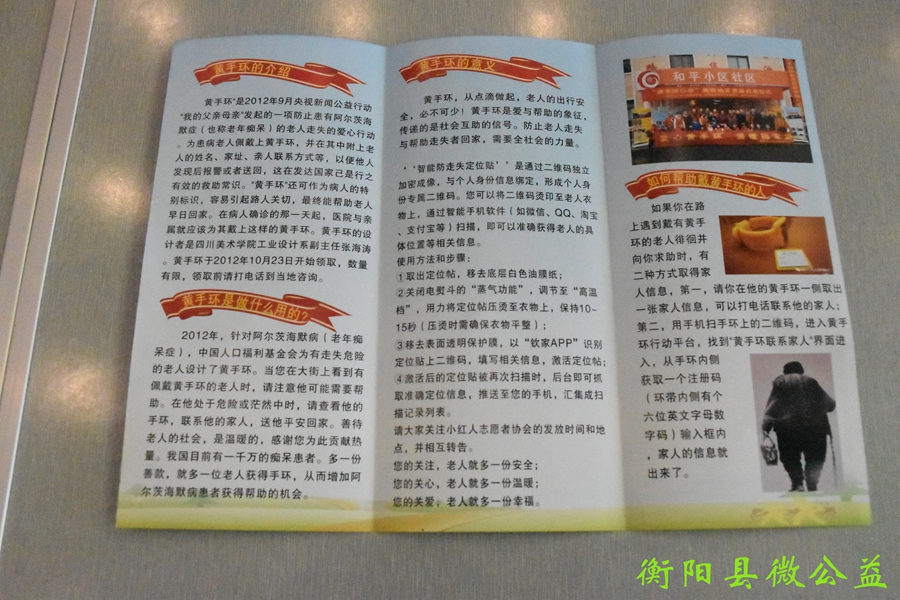 黄手环的介绍
黄手环"是2012年9月央视新闻公益行动
"我的父亲母亲"发起的一项防止患有阿尔茨海
默症（也称老年痴呆）的老人走失的爱心行动
。为患病老人佩戴上黄手环，并在其中附上老
人的姓名、家址、亲人联系方式等，以便他人
发现后报警或者送回，这在发达国家已是行之
有效的救助常识。"黄手环"还可作为病人的特
别标识，容易引起路人关切，最终能帮助老人
早日回家。在病人确诊的那一天起，医院与亲
属就应该为其戴上这样的黄手环。黄手环的设
计者是四川美术学院工业设计系副主任张海涛
。黄手环于2012年10月23日开始领取，数量
有限，领取前请打电话到当地咨询。
黄手环是做什么用的?
2012年，针对阿尔茨海默病（老年痴
呆症），中国人口福利基金会为有走失危险
的老人设计了黄手环。当您在大街上看到有
佩戴黄手环的老人时，请注意他可能需要帮
助。在他处于危险或茫然中时，请查看他的
手环，联系他的家人，送他平安回家。善待
老人的社会，是温暖的，感谢您为此贡献热
量。我国目前有一千万的痴呆患者。多一份
善款，就多一位老人获得手环，从而增加阿
尔茨海默病患者获得帮助的机会。
黄手环的意义
黄手环，从点滴做起，老人的出行安
全，必不可少！黄手环是爱与帮助的象征，
传递的是社会互助的信号。防止老人走失
与帮助走失者回家，需要全社会的力量。
‘‘智能防走失定位贴’’是通过二维码独立
加密成像，与个人身份信息绑定，形成个人身
份专属二维码。您可以将二维码烫印至老人衣
物上，通过智能手机软件（如微信、QQ、淘宝
、支付宝等）扫描，即可以准确获得老人的具
体位置等相关信息。
使用方法和步骤：
①取出定位帖，移去底层白色油膜纸；
②关闭电熨斗的"蒸气功能"，调节至"高温
档"，用力将定位帖压烫至衣物上，保持10~
15秒（压烫时需确保衣物平整）；
③移去表面透明保护膜，以"钦家APP"识别
定位贴上二维码，填写相关信息，激活定位帖；
④激活后的定位贴被再次扫描时，后台即可抓
取准确定位信息，推送至您的手机，汇集成扫
描记录列表。
请大家关注小红人志愿者协会的发放时间和地
点，并相互转告。
您的关注，老人就多一份安全；
您的关心，老人就多一份温暖；
您的关爱，老人就多一份幸福。
和平小区社区
如何帮助戴黄手环的人
如果你在路
上遇到戴有黄手
环的老人徘徊并
向你求助时，有
二种方式取得家
人信息，第一，请你在他的黄手环一侧取出
一张家人信息，可以打电话联系他的家人；
第二，用手机扫手环上的二维码，进入黄手
环行动平台，找到"黄手环联系家人"界面进
入，从手环内侧
获取一个注册码
（环带内侧有个
六位英文字母数
字码）输入框内
，家人的信息就
出来了。
衡阳县微公益